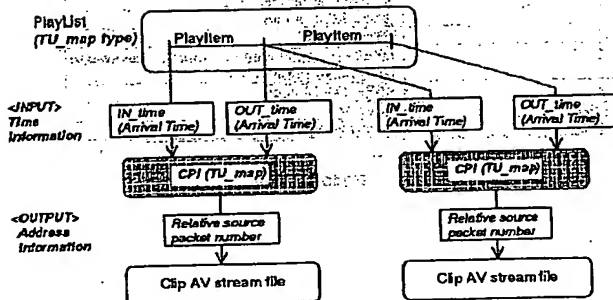 PlayList
(TU_map type)
PlayItem
PlayItem
<INPUT>
Time
Information
IN_time
(Arrival Time)
OUT_time
(Arrival Time)
IN_time
(Arrival Time)
OUT_time
(Arrival Time)
CPI (TU_map)
CPI (TU_map)
<OUTPUT>
Address
Information
Relative source
packet number
Relative source
packet number
Clip AV stream file
Clip AV stream file